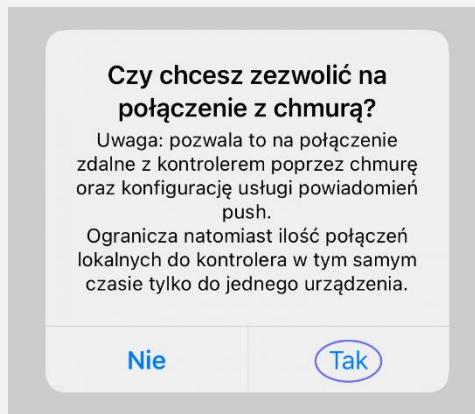 Czy chcesz zezwolić na
połączenie z chmurą?
Uwaga: pozwala to na połączenie
zdalne z kontrolerem poprzez chmurę
oraz konfigurację usługi powiadomień
push.
Ogranicza natomiast ilość połączeń
lokalnych do kontrolera w tym samym
czasie tylko do jednego urządzenia.
Nie Tak